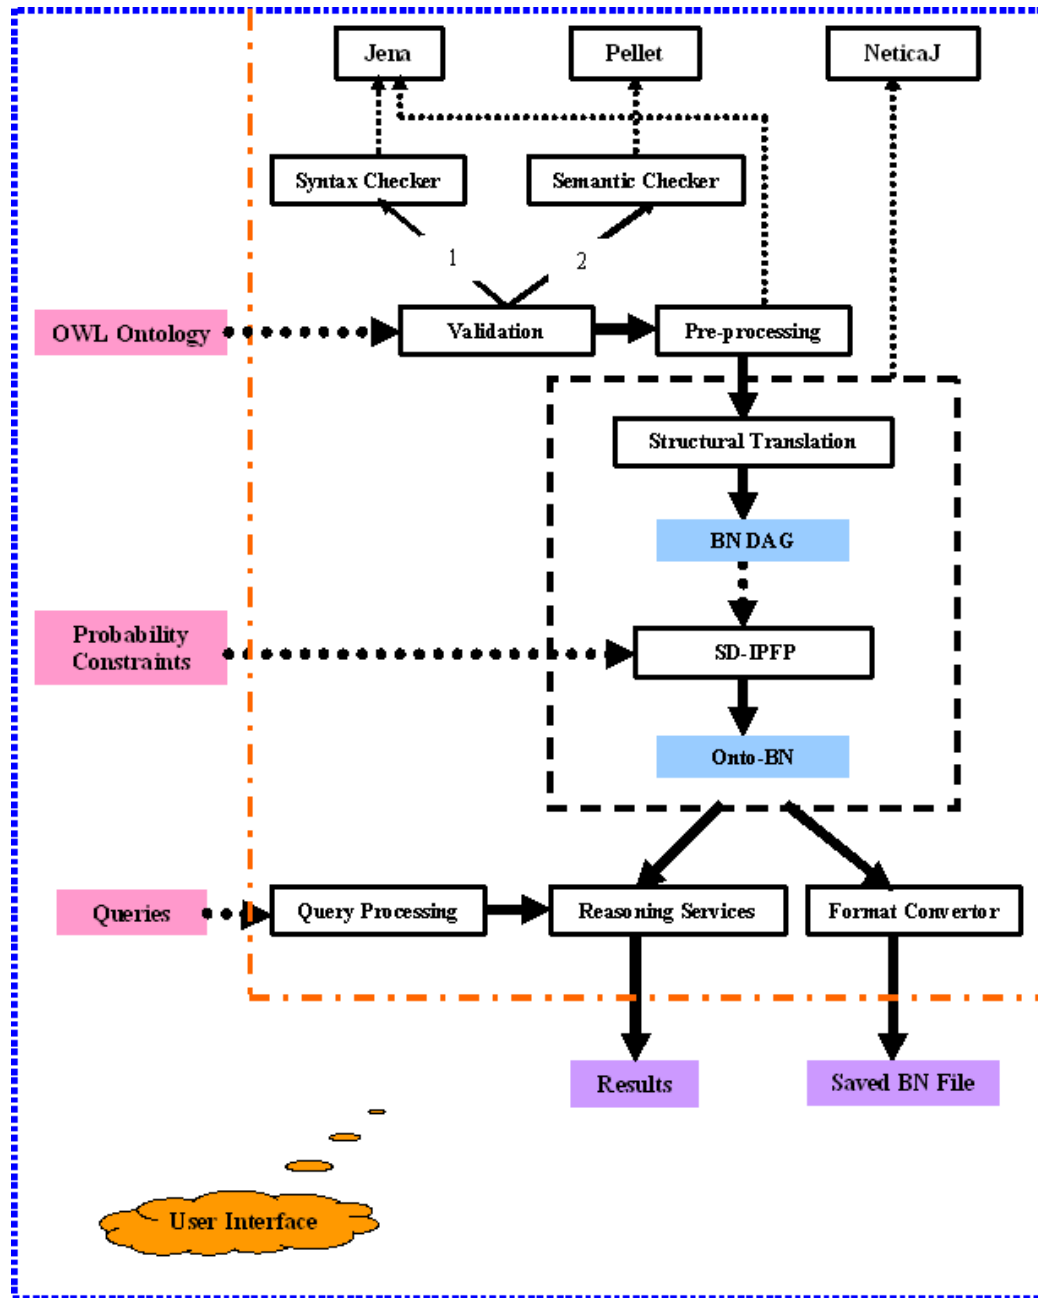 Jena
Pellet
NeticaJ
Syntax Checker
Semantic Checker
1
2
OWL Ontology
Validation
Pre-processing
Structural Translation
BN DAG
Probability
Constraints
SD-IPFP
Onto-BN
Queries
Query Processing
Reasoning Services
Format Convertor
Results
Saved BN File
User Interface